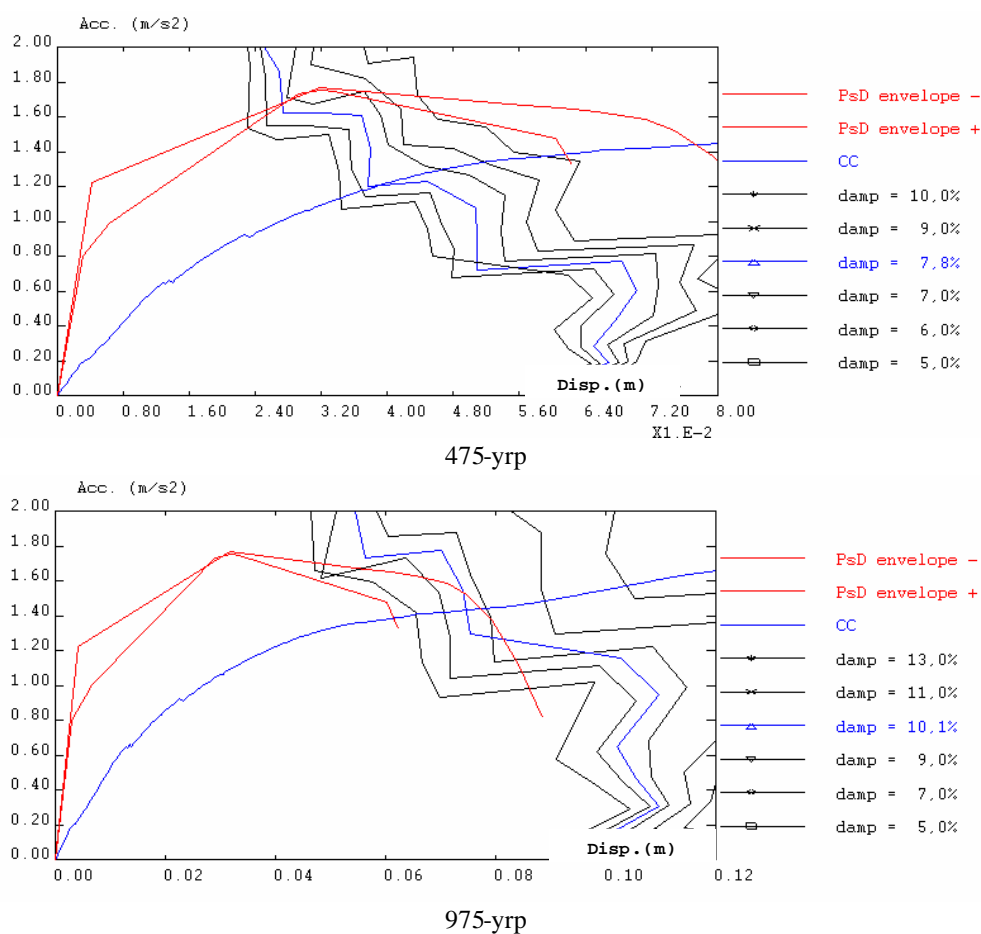 Acc. (m/s2)
2.00
1.80
1.60
1.40
1.20
1.00
0.80
0.60
0.40
0.20
0.00
PsD envelope -
PsD envelope +
CC
damp = 10,0%
damp = 9,0%
damp = 7,8%
damp = 7,0%
damp = 6,0%
damp = 5,0%
Disp.(m)
0.00 0.80 1.60 2.40 3.20 4.00 4.80 5.60 6.40 7.20 8.00
X1.E-2
475-yrp
Acc. (m/s2)
2.00
1.80
1.60
1.40
1.20
1.00
0.80
0.60
0.40
0.20
0.00
PsD envelope -
PsD envelope +
CC
damp = 13,0%
damp = 11,0%
damp = 10,1%
damp = 9,0%
damp = 7,0%
damp = 5,0%
Disp.(m)
0.00 0.02 0.04 0.06 0.08 0.10 0.12
975-yrp